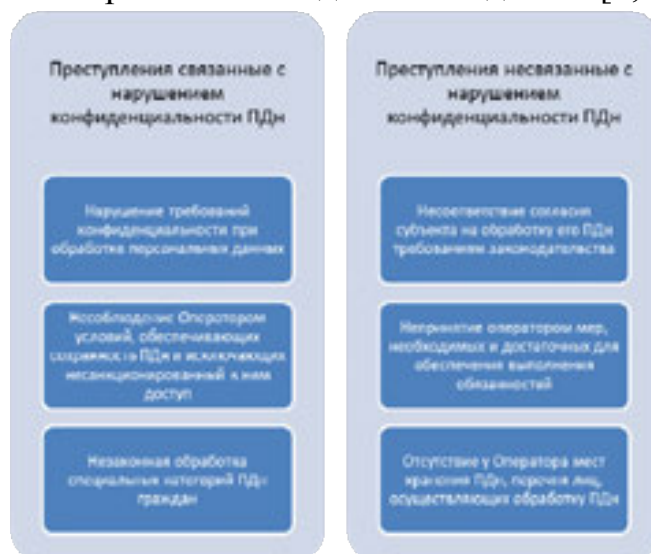 Преступления связанные с
нарушением
конфиденциальности ПДн
Нарушение требований
конфиденциальности при
обработке персональных данных
Несоблюдение Оператором
условий, обеспечивающих
сохранность ПДн и исключающих
несанкционированный к ним
доступ
Незаконная обработка
специальных категорий ПДн
граждан
Преступления несвязанные с
нарушением
конфиденциальности ПДн
Несоответствие согласия
субъекта на обработку его ПДн
требованиям законодательства
Непринятие оператором мер,
необходимых и достаточных для
обеспечения выполнения
обязанностей
Отсутствие у Оператора мест
хранения ПДн, перечня лиц,
осуществляющих обработку ПДн